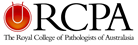 RCPA
The Royal College of Pathologists of Australasia